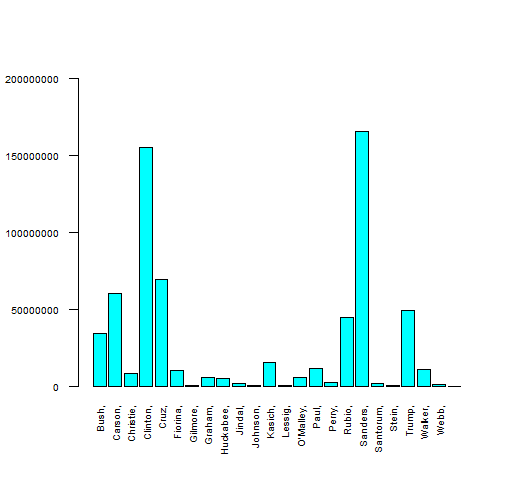 200000000
150000000
100000000
50000000
0
Bush,
Carson,
Christie,
Clinton,
Cruz,
Fiorina,
Gilmore,
Graham,
Huckabee,
Jindal,
Johnson,
Kasich,
Lessig,
O'Malley,
Paul,
Perry,
Rubio,
Sanders,
Santorum,
Stein,
Trump,
Walker,
Webb,